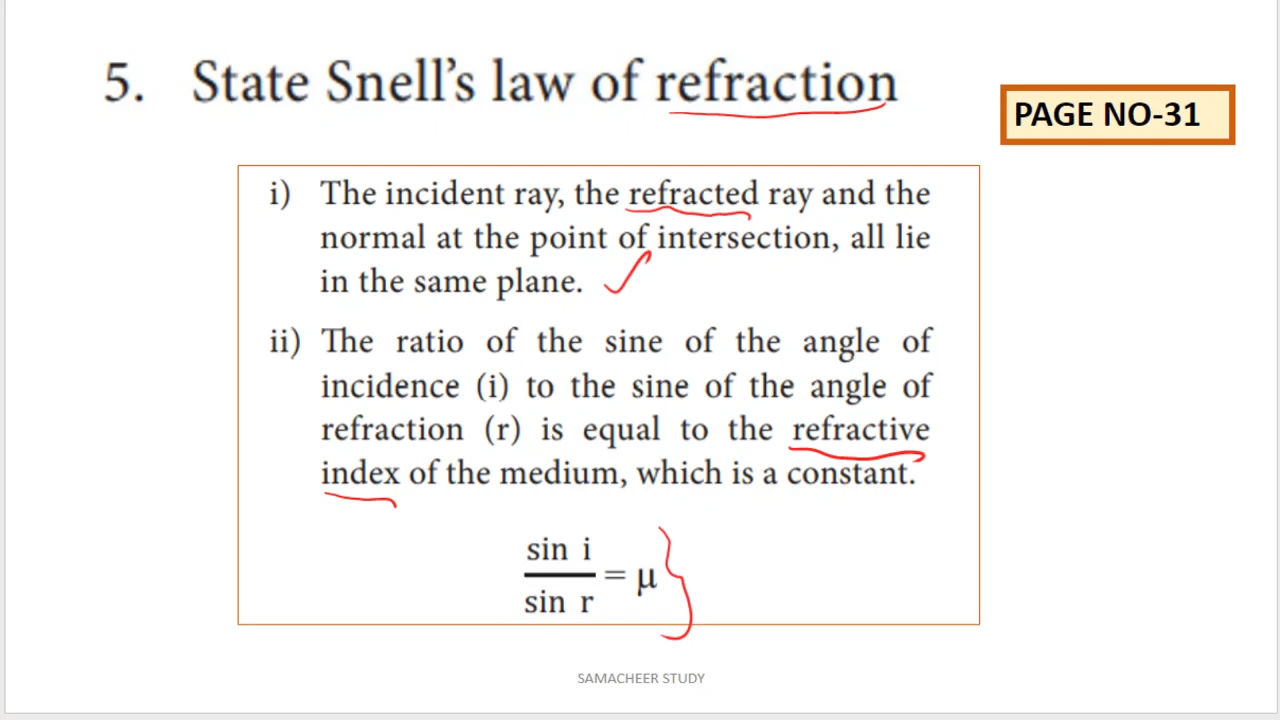 5. State Snell's law of refraction
PAGE NO-31
i) The incident ray, the refracted ray and the
normal at the point of intersection, all lie
in the same plane.
ii) The ratio of the sine of the angle of
incidence (i) to the sine of the angle of
refraction (r) is equal to the refractive
index of the medium, which is a constant.
sin i
= μ
sin r
SAMACHEER STUDY